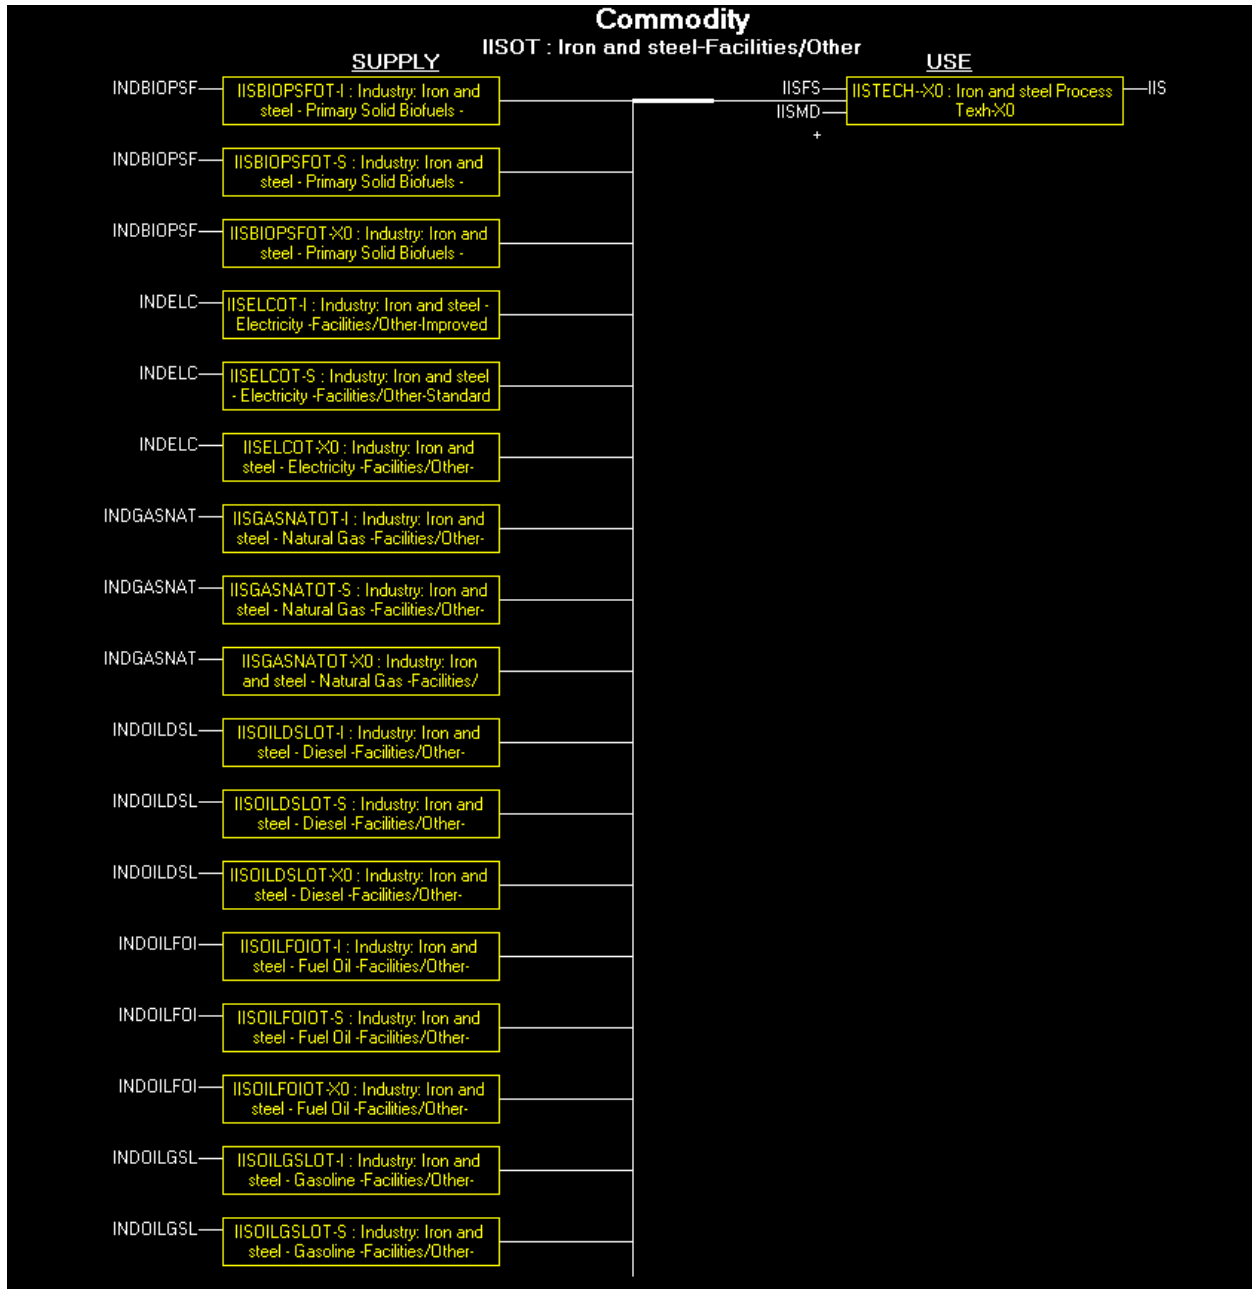 Commodity
IISOT : Iron and steel-Facilities/Other
SUPPLY
USE
INDBIOPSF
IISBIOPSFOT-I : Industry: Iron and
steel - Primary Solid Biofuels -
IISFS
IISMD
+
IISTECH--X0 : Iron and steel Process
Texh-X0
IIS
INDBIOPSF
IISBIOPSFOT-S : Industry: Iron and
steel - Primary Solid Biofuels -
INDBIOPSF
IISBIOPSFOT-X0 : Industry: Iron and
steel - Primary Solid Biofuels -
INDELC
IISELCOT-I : Industry: Iron and steel -
Electricity -Facilities/Other-Improved
INDELC
IISELCOT-S : Industry: Iron and steel
- Electricity -Facilities/Other-Standard
INDELC
IISELCOT-X0 : Industry: Iron and
steel - Electricity -Facilities/Other-
INDGASNAT
IISGASNATOT-I : Industry: Iron and
steel - Natural Gas -Facilities/Other-
INDGASNAT
IISGASNATOT-S : Industry: Iron and
steel - Natural Gas -Facilities/Other-
INDGASNAT
IISGASNATOT-X0 : Industry: Iron
and steel - Natural Gas -Facilities/
INDOILDSL
IISOILDSLOT-I : Industry: Iron and
steel - Diesel -Facilities/Other-
INDOILDSL
IISOILDSLOT-S : Industry: Iron and
steel - Diesel -Facilities/Other-
INDOILDSL
IISOILDSLOT-X0 : Industry: Iron and
steel - Diesel -Facilities/Other-
INDOILFOI
IISOILFOIOT-I : Industry: Iron and
steel - Fuel Oil -Facilities/Other-
INDOILFOI
IISOILFOIOT-S : Industry: Iron and
steel - Fuel Oil -Facilities/Other-
INDOILFOI
IISOILFOIOT-X0 : Industry: Iron and
steel - Fuel Oil -Facilities/Other-
INDOILGSL
IISOILGSLOT-I : Industry: Iron and
steel - Gasoline -Facilities/Other-
INDOILGSL
IISOILGSLOT-S : Industry: Iron and
steel - Gasoline -Facilities/Other-